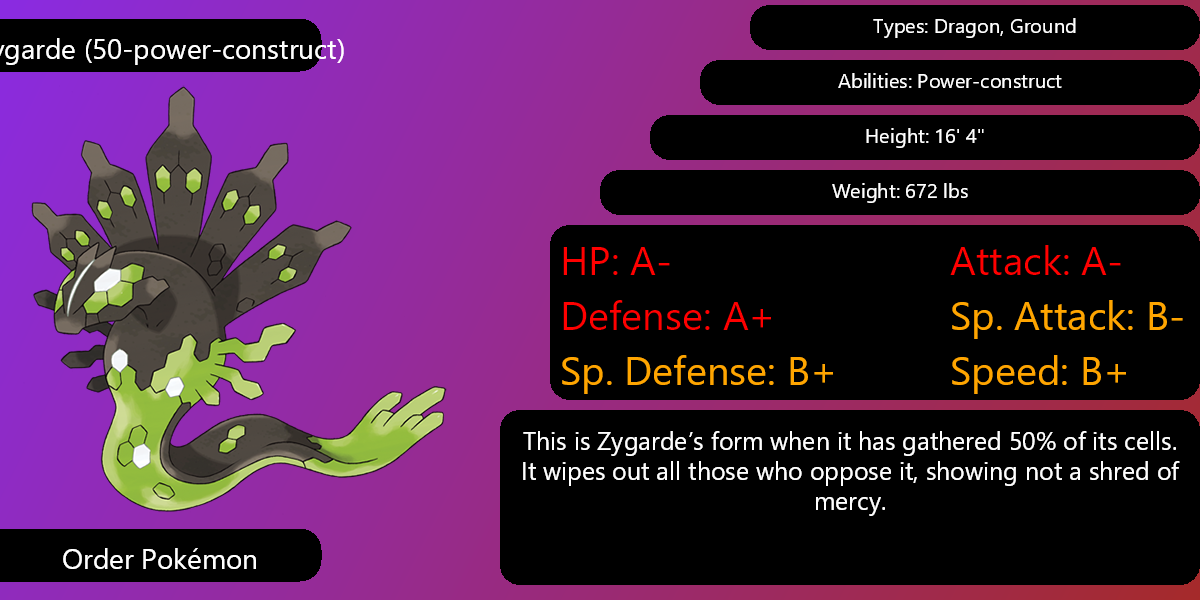 ygarde (50-power-construct)
Types: Dragon, Ground
Abilities: Power-construct
Height: 16' 4"
Weight: 672 lbs
HP: A-
Attack: A-
Defense: A+
Sp. Attack: B-
Sp. Defense: B+
Speed: B+
This is Zygarde’s form when it has gathered 50% of its cells.
It wipes out all those who oppose it, showing not a shred of
mercy.
Order Pokémon